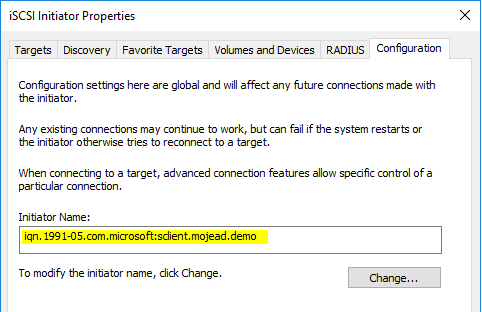 iSCSI Initiator Properties
Targets Discovery Favorite Targets Volumes and Devices RADIUS Configuration
Configuration settings here are global and will affect any future connections made with
the initiator.
Any existing connections may continue to work, but can fail if the system restarts or
the initiator otherwise tries to reconnect to a target.
When connecting to a target, advanced connection features allow specific control of a
particular connection.
Initiator Name:
iqn.1991-05.com.microsoft:sclient.mojead.demo
To modify the initiator name, click Change.
Change...